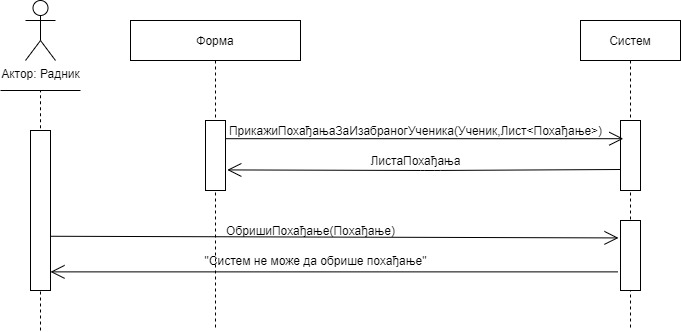 Форма
Систем
Актор: Радник
ПрикажиПохађањаЗаИзабраногУченика(Ученик,Лист<Похађање>)
ЛистаПохађања
ОбришиПохађање(Похађање)
"Систем не може да обрише похађање"